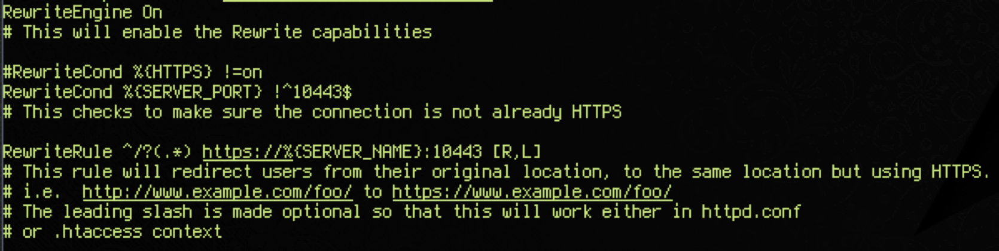 RewriteEngine On
# This will enable the Rewrite capabilities
#RewriteCond %{HTTPS} !=on
RewriteCond %{SERVER_PORT} !^10443$
# This checks to make sure the connection is not already HTTPS
RewriteRule ^/?(.*) https://%{SERVER_NAME}:10443 [R,L]
# This rule will redirect users from their original location, to the same location but using HTTPS.
# i.e.  http://www.example.com/foo/ to https://www.example.com/foo/
# The leading slash is made optional so that this will work either in httpd.conf
# or .htaccess context